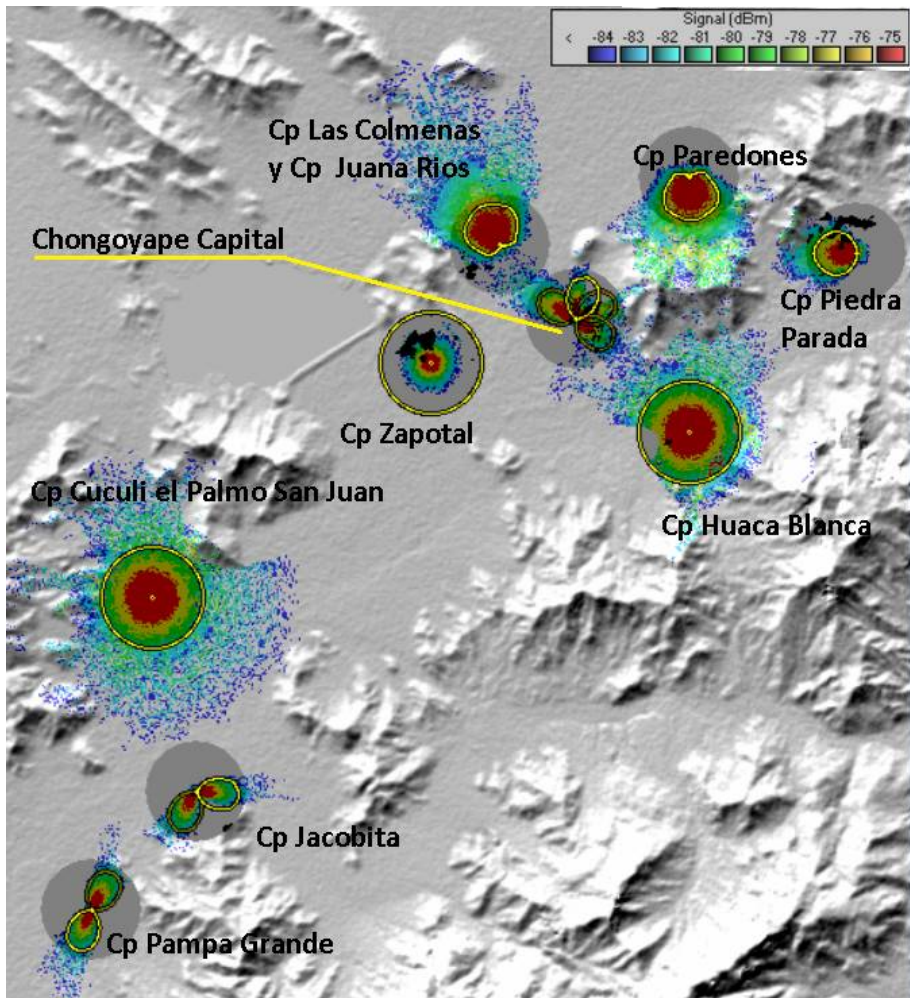 Signal (dBm)
< -84 -83 -82 -81 -80 -79 -78 -77 -76 -75
Cp Las Colmenas
y Cp Juana Rios
Cp Paredones
Chongoyape Capital
Cp Piedra
Parada
Cp Zapotal
Cp Cuculi el Palmo San Juan
Cp Huaca Blanca
Cp Jacobita
Cp Pampa Grande